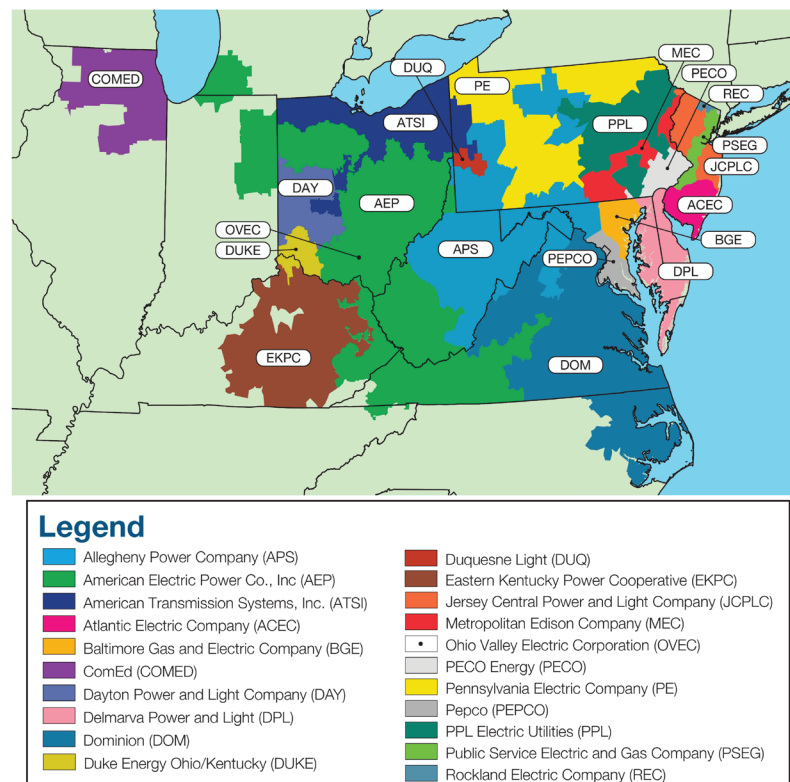 COMED
DUQ
PE
MEC
PECO
REC
ATSI
PPL
PSEG
JCPLC
DAY
AEP
ACEC
OVEC
DUKE
APS
PEPCO
BGE
DPL
EKPC
DOM
Legend
Allegheny Power Company (APS)
American Electric Power Co., Inc (AEP)
American Transmission Systems, Inc. (ATSI)
Atlantic Electric Company (ACEC)
Baltimore Gas and Electric Company (BGE)
ComEd (COMED)
Dayton Power and Light Company (DAY)
Delmarva Power and Light (DPL)
Dominion (DOM)
Duke Energy Ohio/Kentucky (DUKE)
Duquesne Light (DUQ)
Eastern Kentucky Power Cooperative (EKPC)
Jersey Central Power and Light Company (JCPLC)
Metropolitan Edison Company (MEC)
Ohio Valley Electric Corporation (OVEC)
PECO Energy (PECO)
Pennsylvania Electric Company (PE)
Pepco (PEPCO)
PPL Electric Utilities (PPL)
Public Service Electric and Gas Company (PSEG)
Rockland Electric Company (REC)